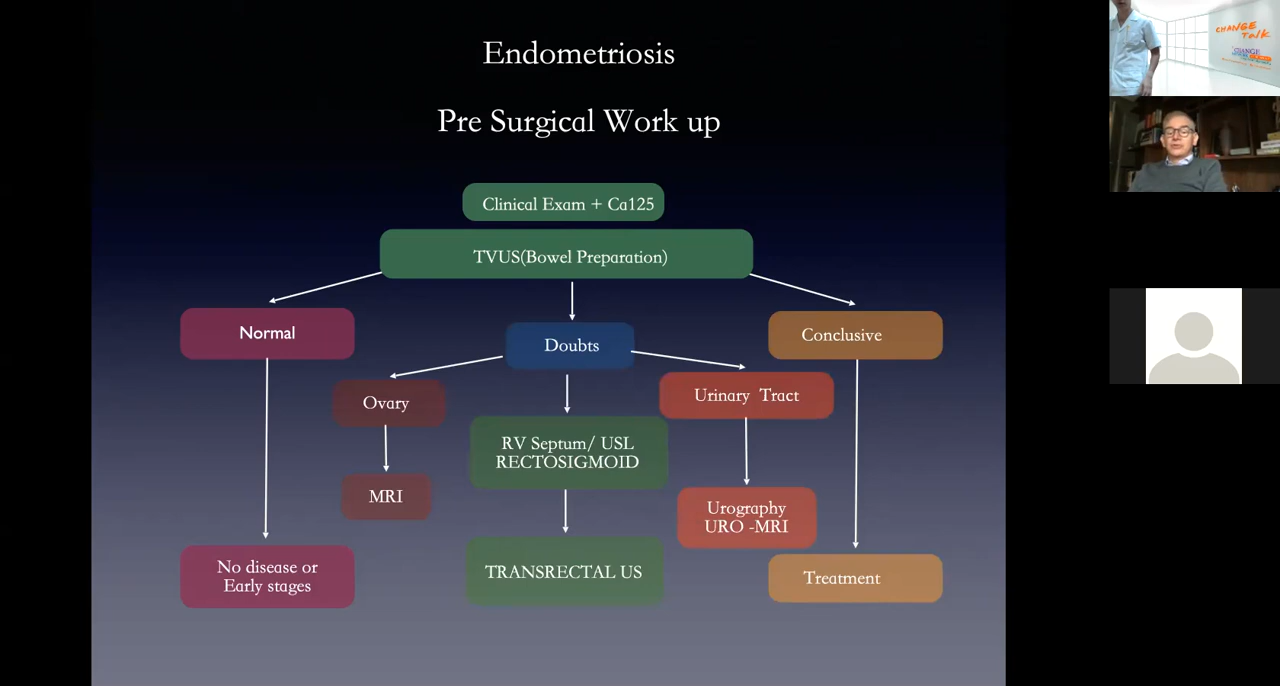 Endometriosis
Pre Surgical Work up
Clinical Exam + Ca125
TVUS(Bowel Preparation)
Normal
Doubts
Conclusive
Ovary
Urinary  Tract
RV Septum/ USL
RECTOSIGMOID
MRI
Urography
URO -MRI
No disease or
Early stages
TRANSRECTAL US
Treatment
CHANGE
TALK
CHANGE